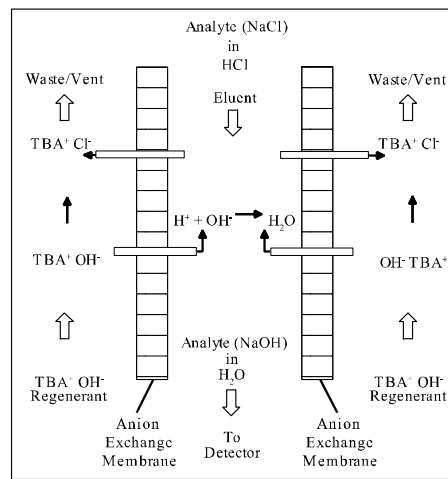 Analyte (NaCl)
in
HCl
Eluent
Waste/Vent
TBA⁺ Cl⁻
TBA⁺ OH⁻
TBA⁺ OH⁻
Regenerant
Anion
Exchange
Membrane
H⁺ + OH⁻
H₂O
Analyte (NaOH)
in
H₂O
To
Detector
Waste/Vent
TBA⁺ Cl⁻
OH⁻ TBA⁺
TBA⁺ OH⁻
Regenerant
Anion
Exchange
Membrane